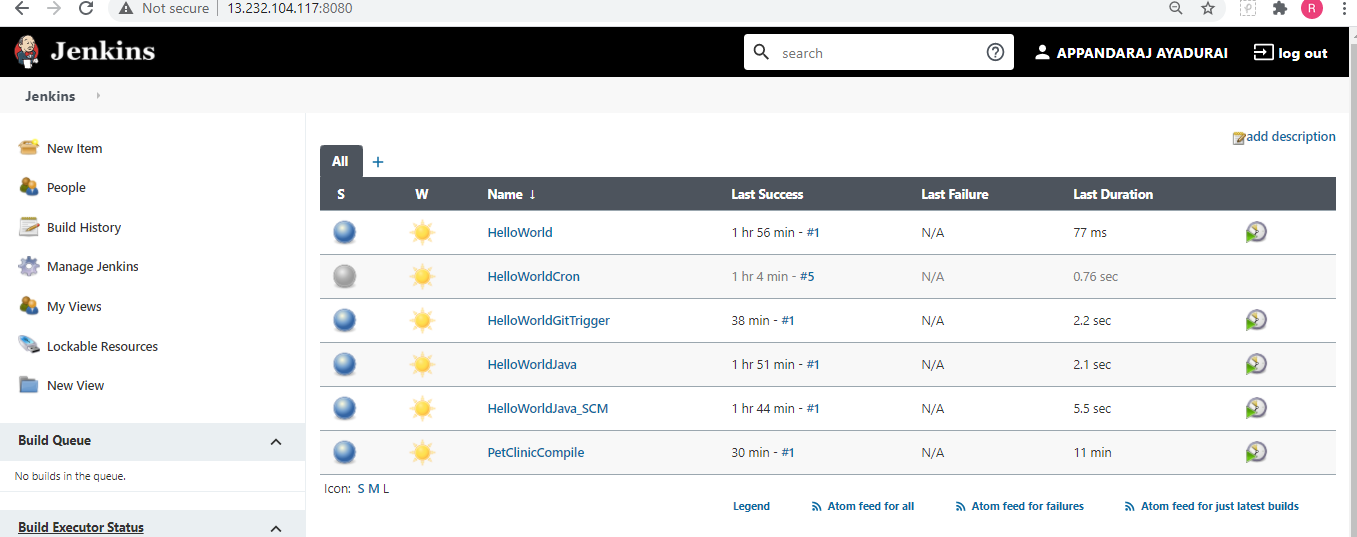 Not secure | 13.232.104.117:8080
R
Jenkins
search
APPANDARAJ AYADURAI
log out
Jenkins
New Item
People
Build History
Manage Jenkins
My Views
Lockable Resources
New View
Build Queue
No builds in the queue.
Build Executor Status
add description
All +
S W Name ↓ Last Success Last Failure Last Duration
HelloWorld 1 hr 56 min - #1 N/A 77 ms
HelloWorldCron 1 hr 4 min - #5 N/A 0.76 sec
HelloWorldGitTrigger 38 min - #1 N/A 2.2 sec
HelloWorldJava 1 hr 51 min - #1 N/A 2.1 sec
HelloWorldJava_SCM 1 hr 44 min - #1 N/A 5.5 sec
PetClinicCompile 30 min - #1 N/A 11 min
Icon: S M L
Legend Atom feed for all Atom feed for failures Atom feed for just latest builds